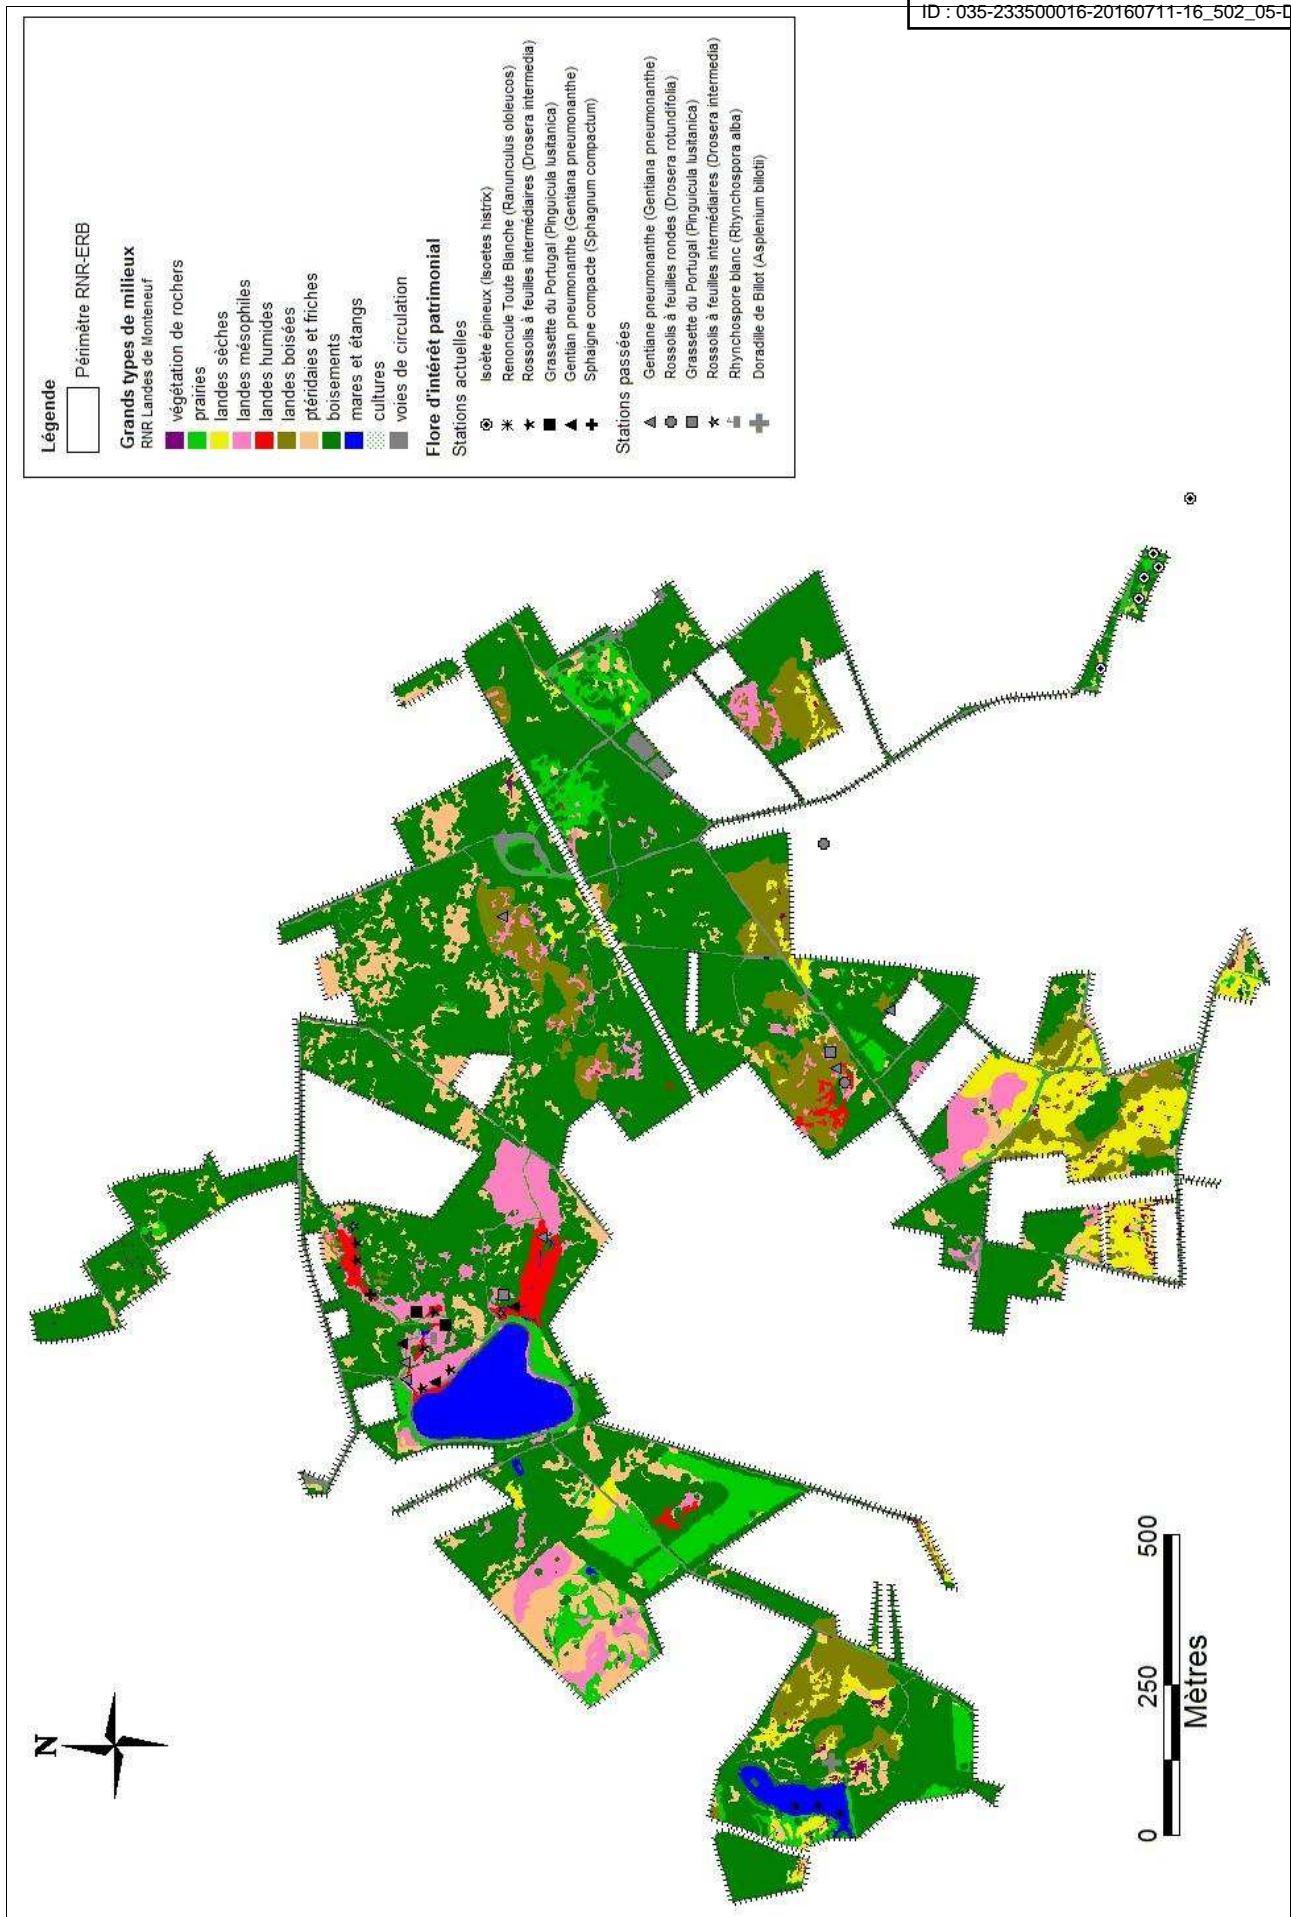 ID : 035-233500016-20160711-16_502_05-D
Légende
Périmètre RNR-ERB
Grands types de milieux
RNR Landes de Monteneuf
végétation de rochers
prairies
landes sèches
landes mésophiles
landes humides
landes boisées
ptéridaies et friches
boisements
mares et étangs
cultures
voies de circulation
Flore d'intérêt patrimonial
Stations actuelles
Isoète épineux (Isoetes histrix)
Renoncule Toute Blanche (Ranunculus ololeucos)
Rossolis à feuilles intermédiaires (Drosera intermedia)
Grassette du Portugal (Pinguicula lusitanica)
Gentian pneumonanthe (Gentiana pneumonanthe)
Sphaigne compacte (Sphagnum compactum)
Stations passées
Gentiane pneumonanthe (Gentiana pneumonanthe)
Rossolis à feuilles rondes (Drosera rotundifolia)
Grassette du Portugal (Pinguicula lusitanica)
Rossolis à feuilles intermédiaires (Drosera intermedia)
Rhynchospore blanc (Rhynchospora alba)
Doradille de Billot (Asplenium billotii)
N
0 250 500
Mètres